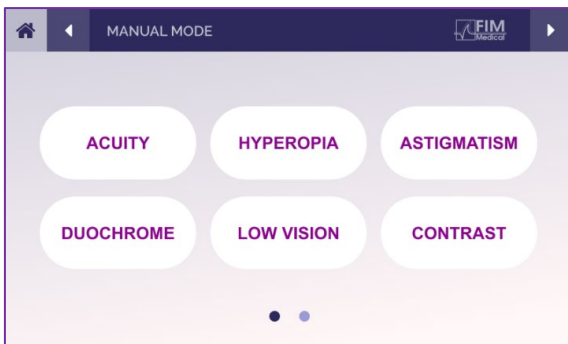 MANUAL MODE
FIM
Medical
ACUITY HYPEROPIA ASTIGMATISM
DUOCHROME LOW VISION CONTRAST